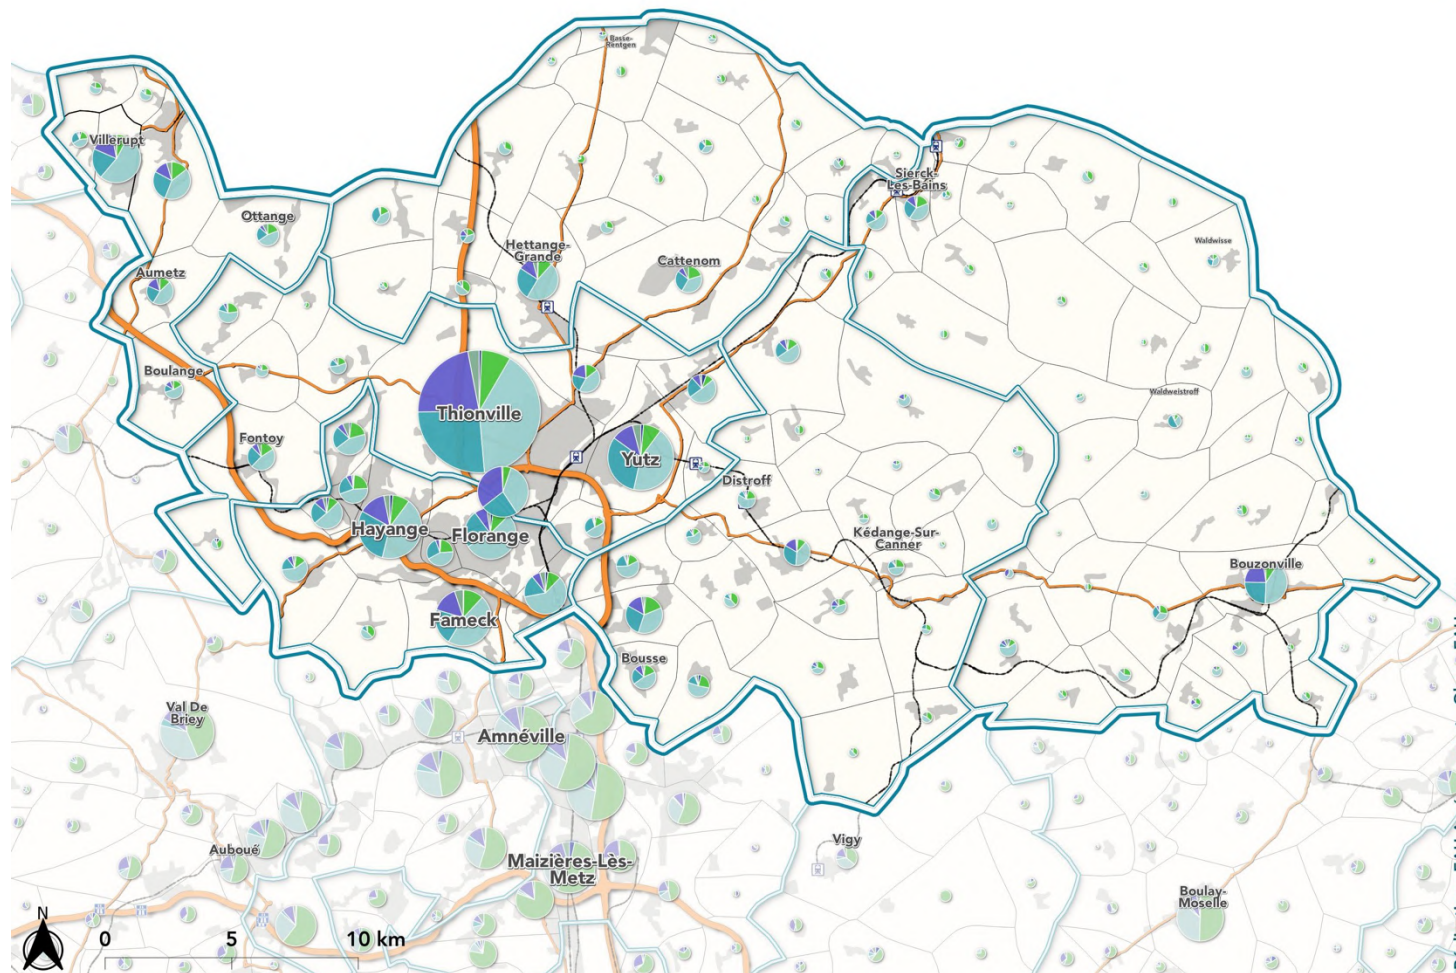 Basse-
Rentgen
Villerupt
Sierck-
Les-Bains
Ottange
Waldwisse
Hettange-
Grande
Cattenom
Aumetz
Boulange
Waldweistroff
Thionville
Fontoy
Yutz
Distroff
Hayange
Florange
Kédange-Sur-
Canner
Bouzonville
Fameck
Bousse
Val De
Briey
Amnéville
Vigy
Auboué
Maizières-Lès-
Metz
Boulay-
Moselle
N
0 5 10 km